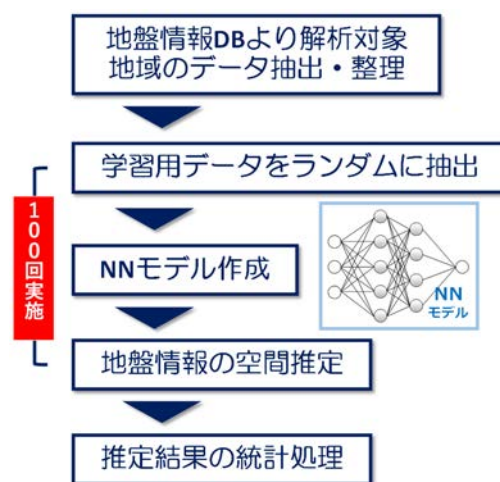 地盤情報DBより解析対象
地域のデータ抽出・整理
学習用データをランダムに抽出
100回実施
NNモデル作成
NN
モデル
地盤情報の空間推定
推定結果の統計処理